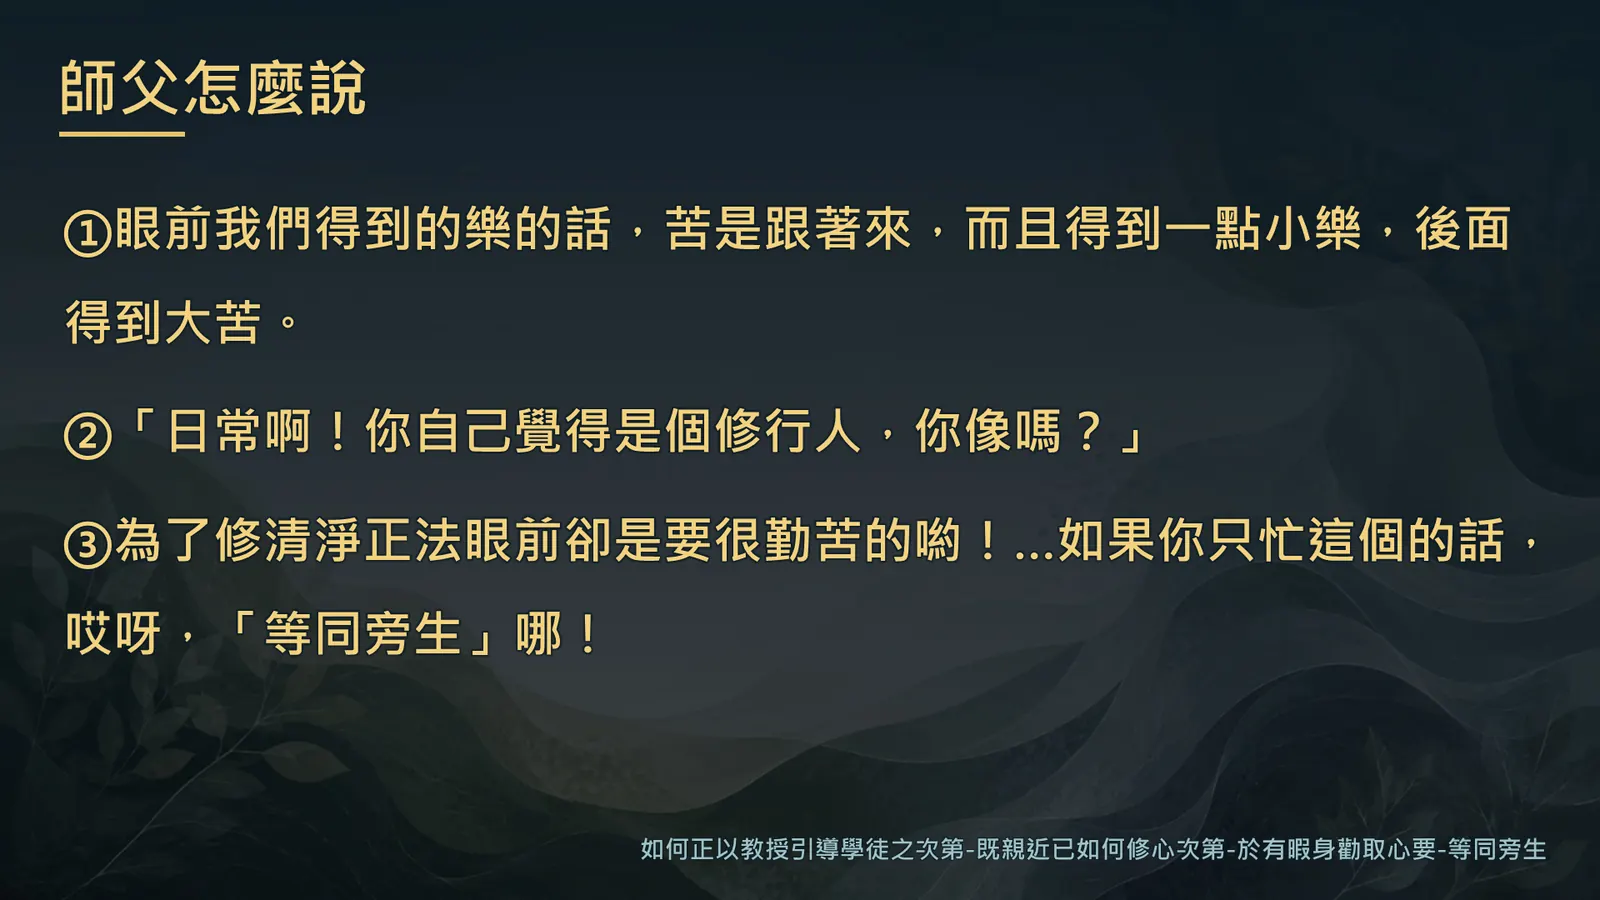 師父怎麼說
①眼前我們得到的樂的話，苦是跟著來，而且得到一點小樂，後面
得到大苦。
②「日常啊！你自己覺得是個修行人，你像嗎？」
③為了修清淨正法眼前卻是要很勤苦的喲！…如果你只忙這個的話，
哎呀，「等同旁生」哪！
如何正以教授引導學徒之次第-既親近已如何修心次第-於有暇身勸取心要-等同旁生